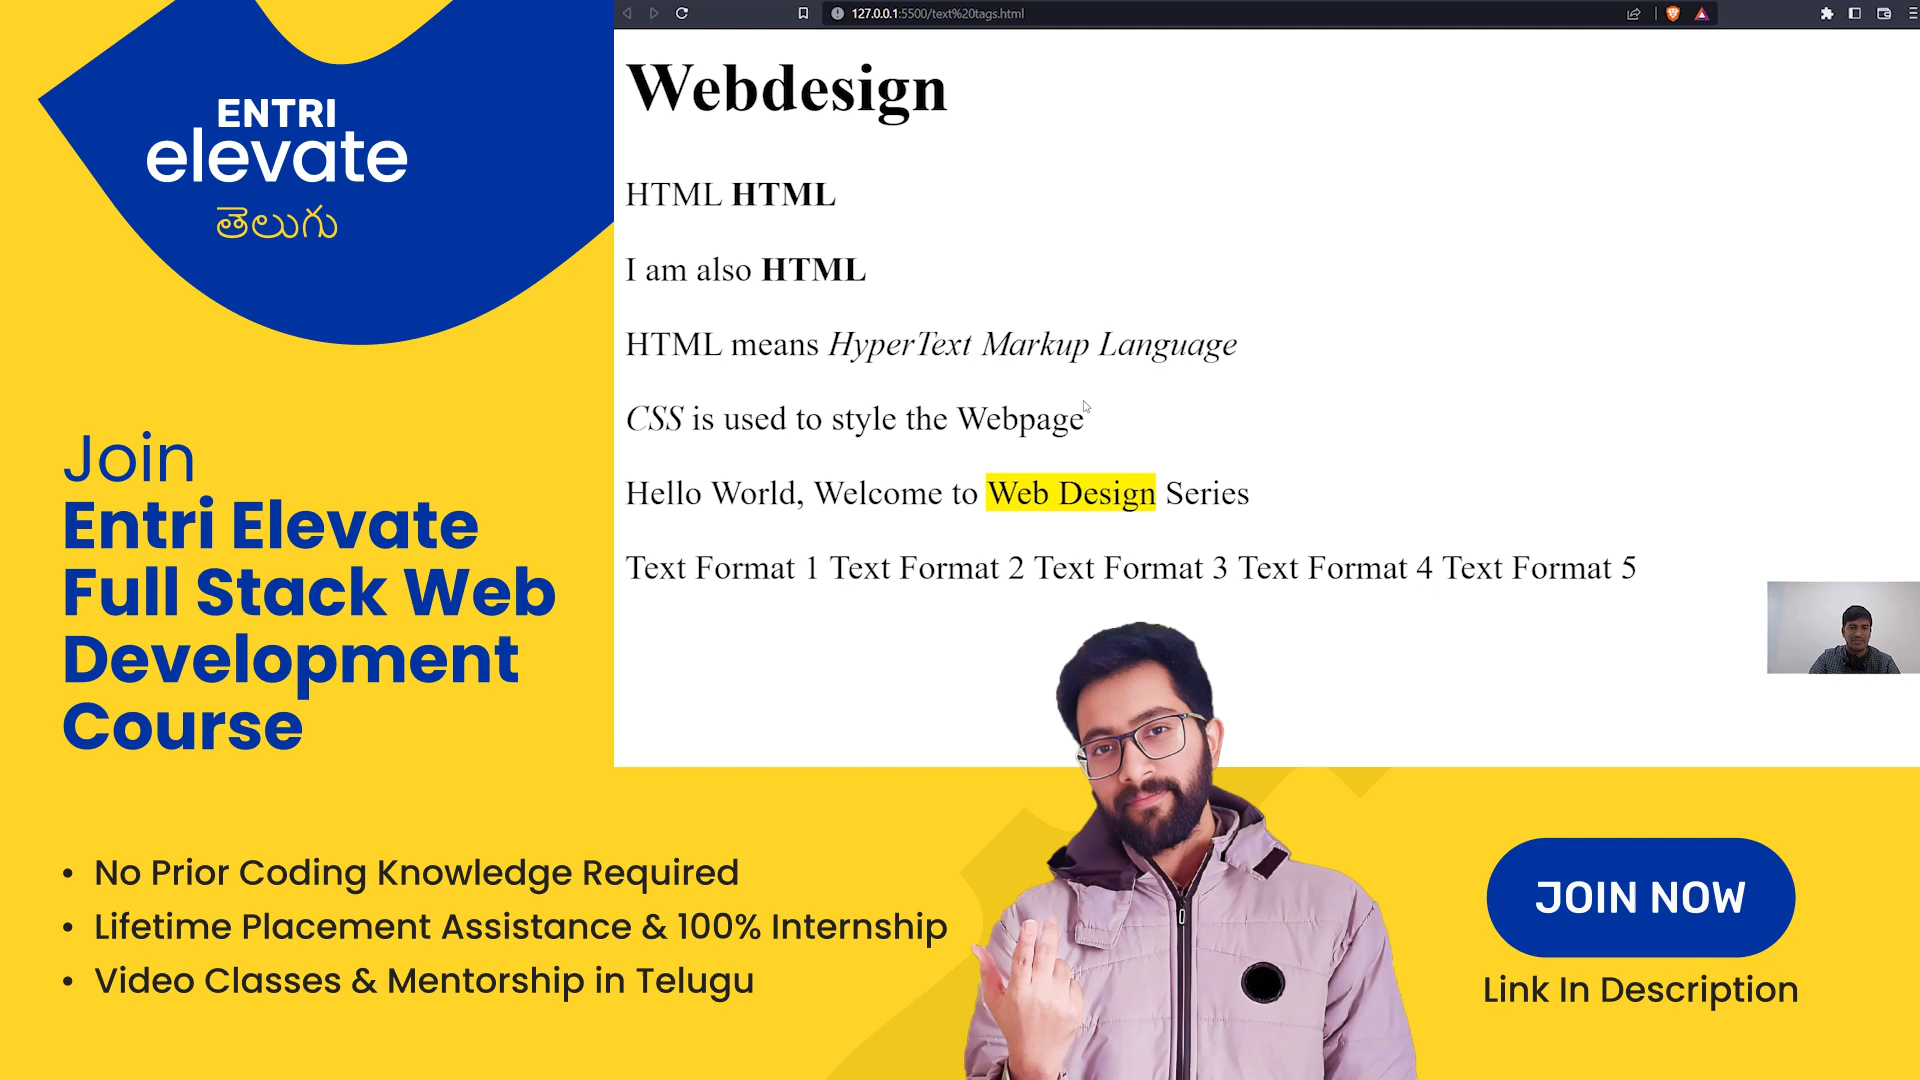 ENTRI
elevate
తెలుగు
Join
Entri Elevate
Full Stack Web
Development
Course
127.0.0.1:5500/text%20tags.html
Webdesign
HTML HTML
I am also HTML
HTML means HyperText Markup Language
CSS is used to style the Webpage
Hello World, Welcome to Web Design Series
Text Format 1 Text Format 2 Text Format 3 Text Format 4 Text Format 5
• No Prior Coding Knowledge Required
• Lifetime Placement Assistance & 100% Internship
• Video Classes & Mentorship in Telugu
JOIN NOW
Link In Description